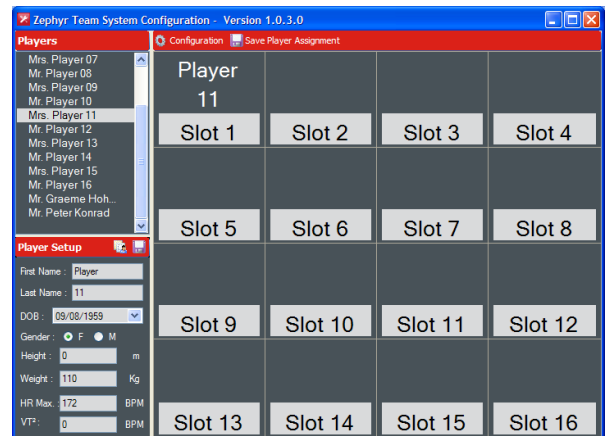 Zephyr Team System Configuration - Version 1.0.3.0
Players
Configuration Save Player Assignment
Mrs. Player 07
Mr. Player 08
Mrs. Player 09
Mr. Player 10
Mrs. Player 11
Mr. Player 12
Mrs. Player 13
Mr. Player 14
Mrs. Player 15
Mr. Player 16
Mr. Graeme Hoh...
Mr. Peter Konrad
Player
11
Slot 1 Slot 2 Slot 3 Slot 4
Slot 5 Slot 6 Slot 7 Slot 8
Slot 9 Slot 10 Slot 11 Slot 12
Slot 13 Slot 14 Slot 15 Slot 16
Player Setup
First Name : Player
Last Name : 11
DOB : 09/08/1959
Gender : F M
Height : 0 m
Weight : 110 Kg
HR Max. : 172 BPM
VT² : 0 BPM